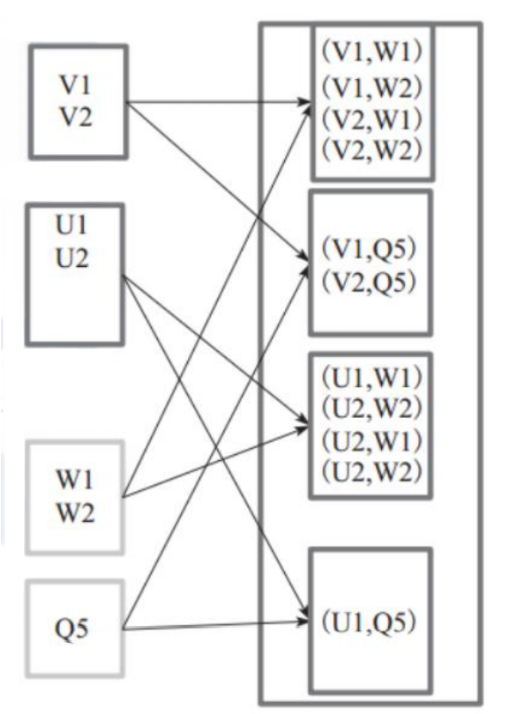 V1
V2
U1
U2
W1
W2
Q5
(V1,W1)
(V1,W2)
(V2,W1)
(V2,W2)
(V1,Q5)
(V2,Q5)
(U1,W1)
(U2,W2)
(U2,W1)
(U2,W2)
(U1,Q5)